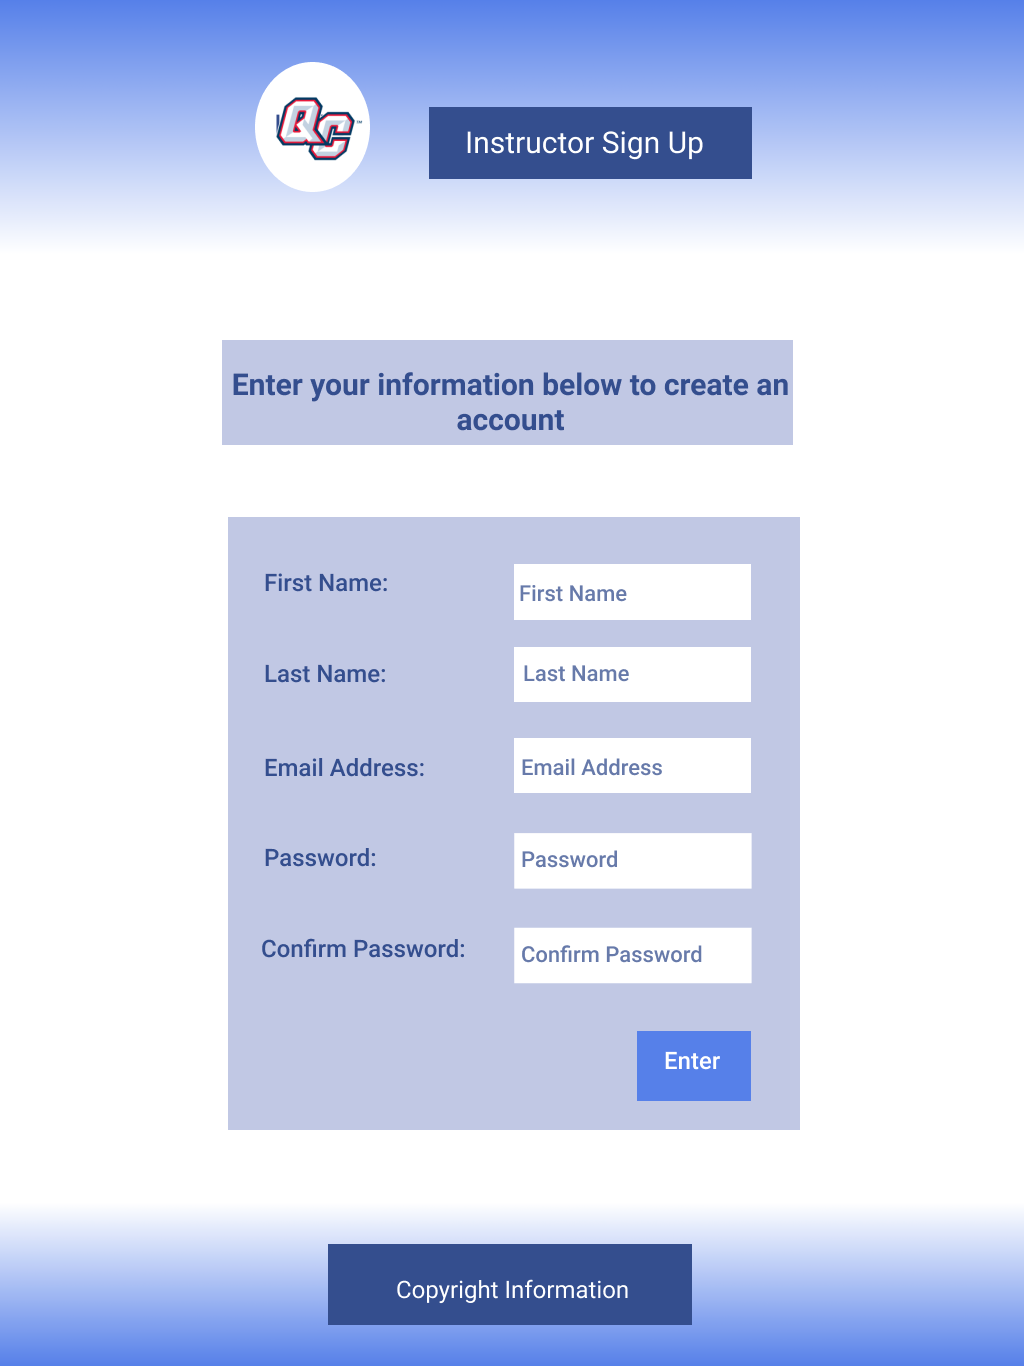 QC™
Instructor Sign Up
Enter your information below to create an
account
First Name:
First Name
Last Name:
Last Name
Email Address:
Email Address
Password:
Password
Confirm Password:
Confirm Password
Enter
Copyright Information